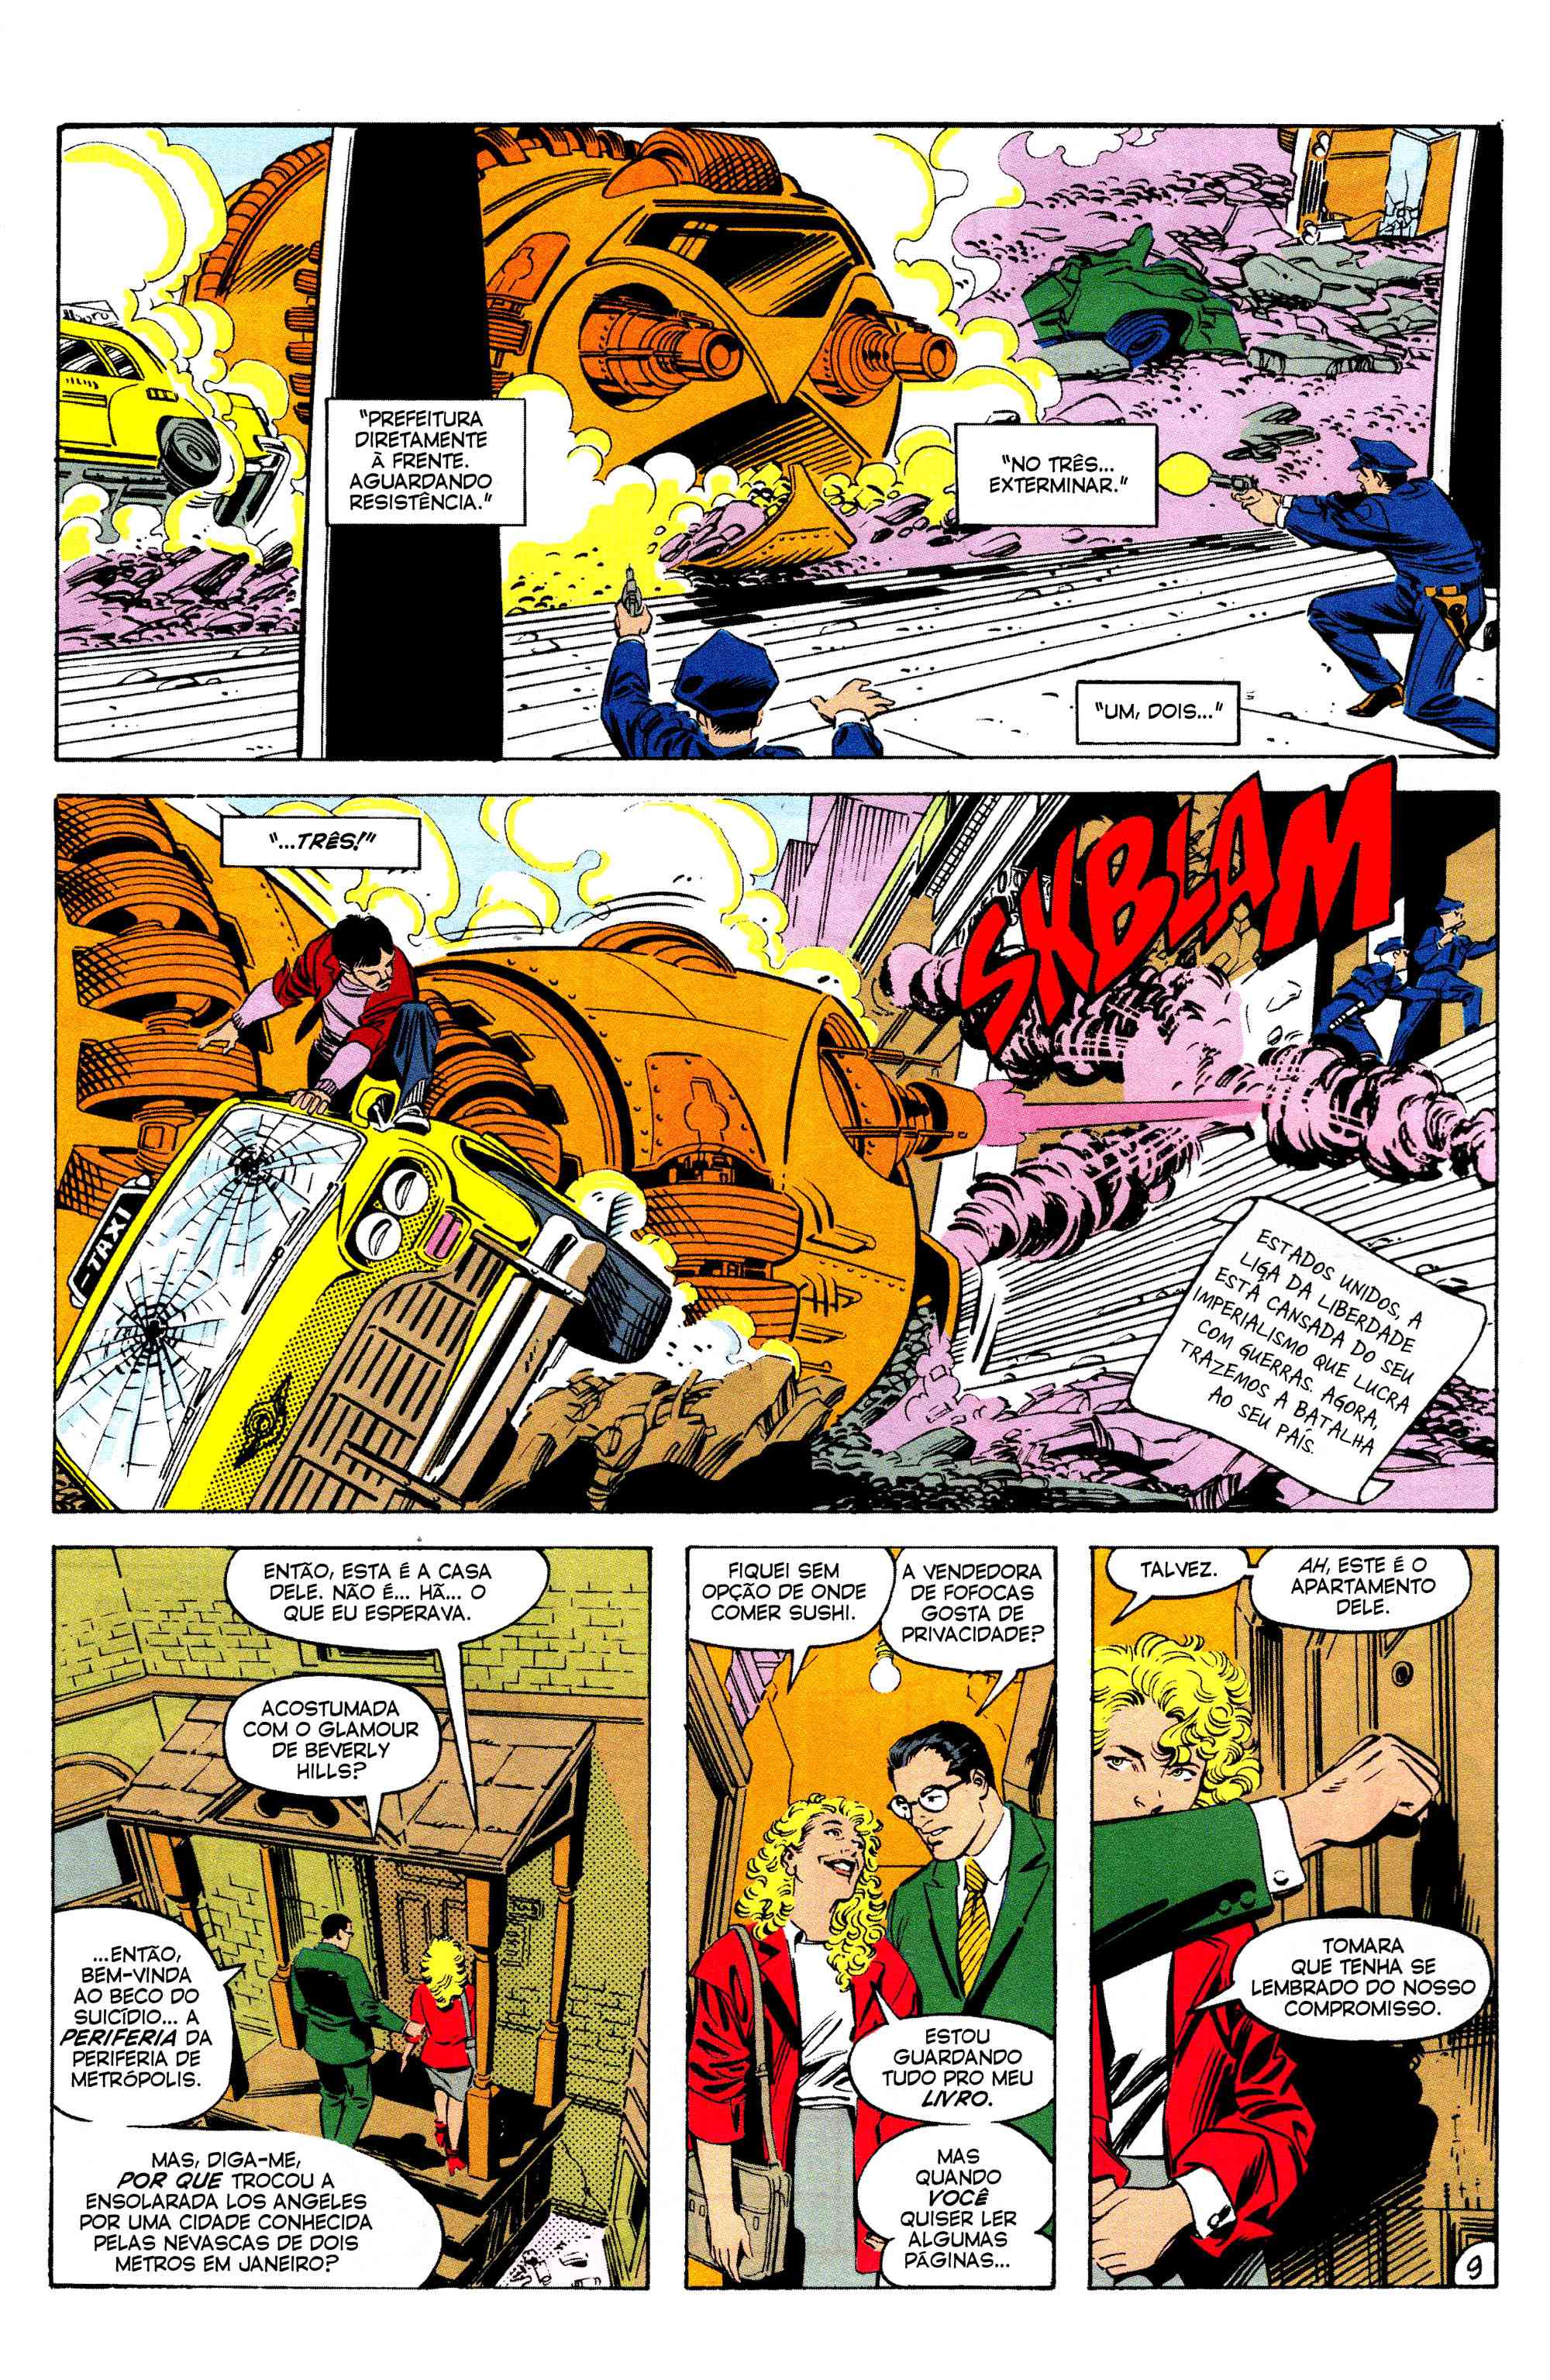 "PREFEITURA
DIRETAMENTE
À FRENTE.
AGUARDANDO
RESISTÊNCIA."
"NO TRÊS...
EXTERMINAR."
"UM, DOIS..."
"...TRÊS!"
SKBLAM
TAXI
ESTADOS UNIDOS, A
LIGA DA LIBERDADE
ESTÁ CANSADA DO SEU
IMPERIALISMO QUE LUCRA
COM GUERRAS. AGORA,
TRAZEMOS A BATALHA
AO SEU PAÍS.
ENTÃO, ESTA É A CASA
DELE. NÃO É... HÃ... O
QUE EU ESPERAVA.
ACOSTUMADA
COM O GLAMOUR
DE BEVERLY
HILLS?
...ENTÃO,
BEM-VINDA
AO BECO DO
SUICÍDIO... A
PERIFERIA DA
PERIFERIA DE
METRÓPOLIS.
MAS, DIGA-ME,
POR QUE TROCOU A
ENSOLARADA LOS ANGELES
POR UMA CIDADE CONHECIDA
PELAS NEVASCAS DE DOIS
METROS EM JANEIRO?
FIQUEI SEM
OPÇÃO DE ONDE
COMER SUSHI.
A VENDEDORA
DE FOFOCAS
GOSTA DE
PRIVACIDADE?
ESTOU
GUARDANDO
TUDO PRO MEU
LIVRO.
MAS
QUANDO
VOCÊ
QUISER LER
ALGUMAS
PÁGINAS...
TALVEZ.
AH, ESTE É O
APARTAMENTO
DELE.
TOMARA
QUE TENHA SE
LEMBRADO DO NOSSO
COMPROMISSO.
9